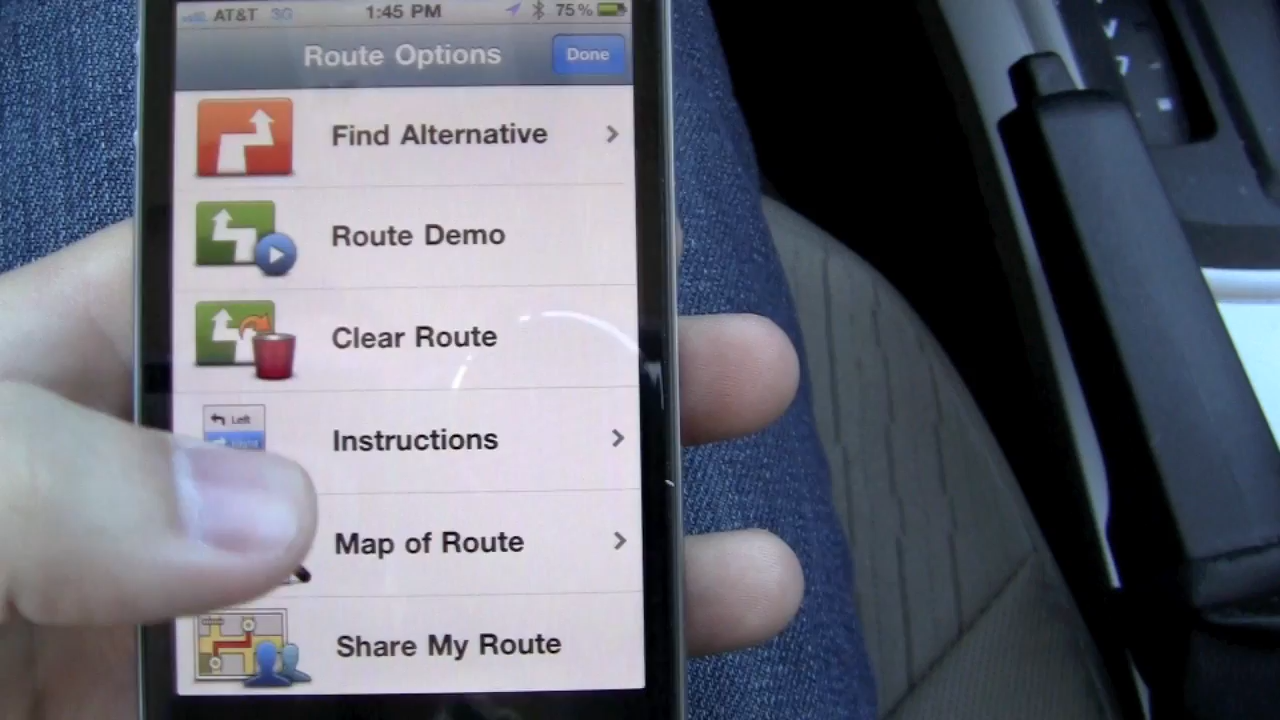 AT&T 3G 1:45 PM 75%
Route Options Done
Find Alternative
Route Demo
Clear Route
Left
Instructions
Map of Route
Share My Route